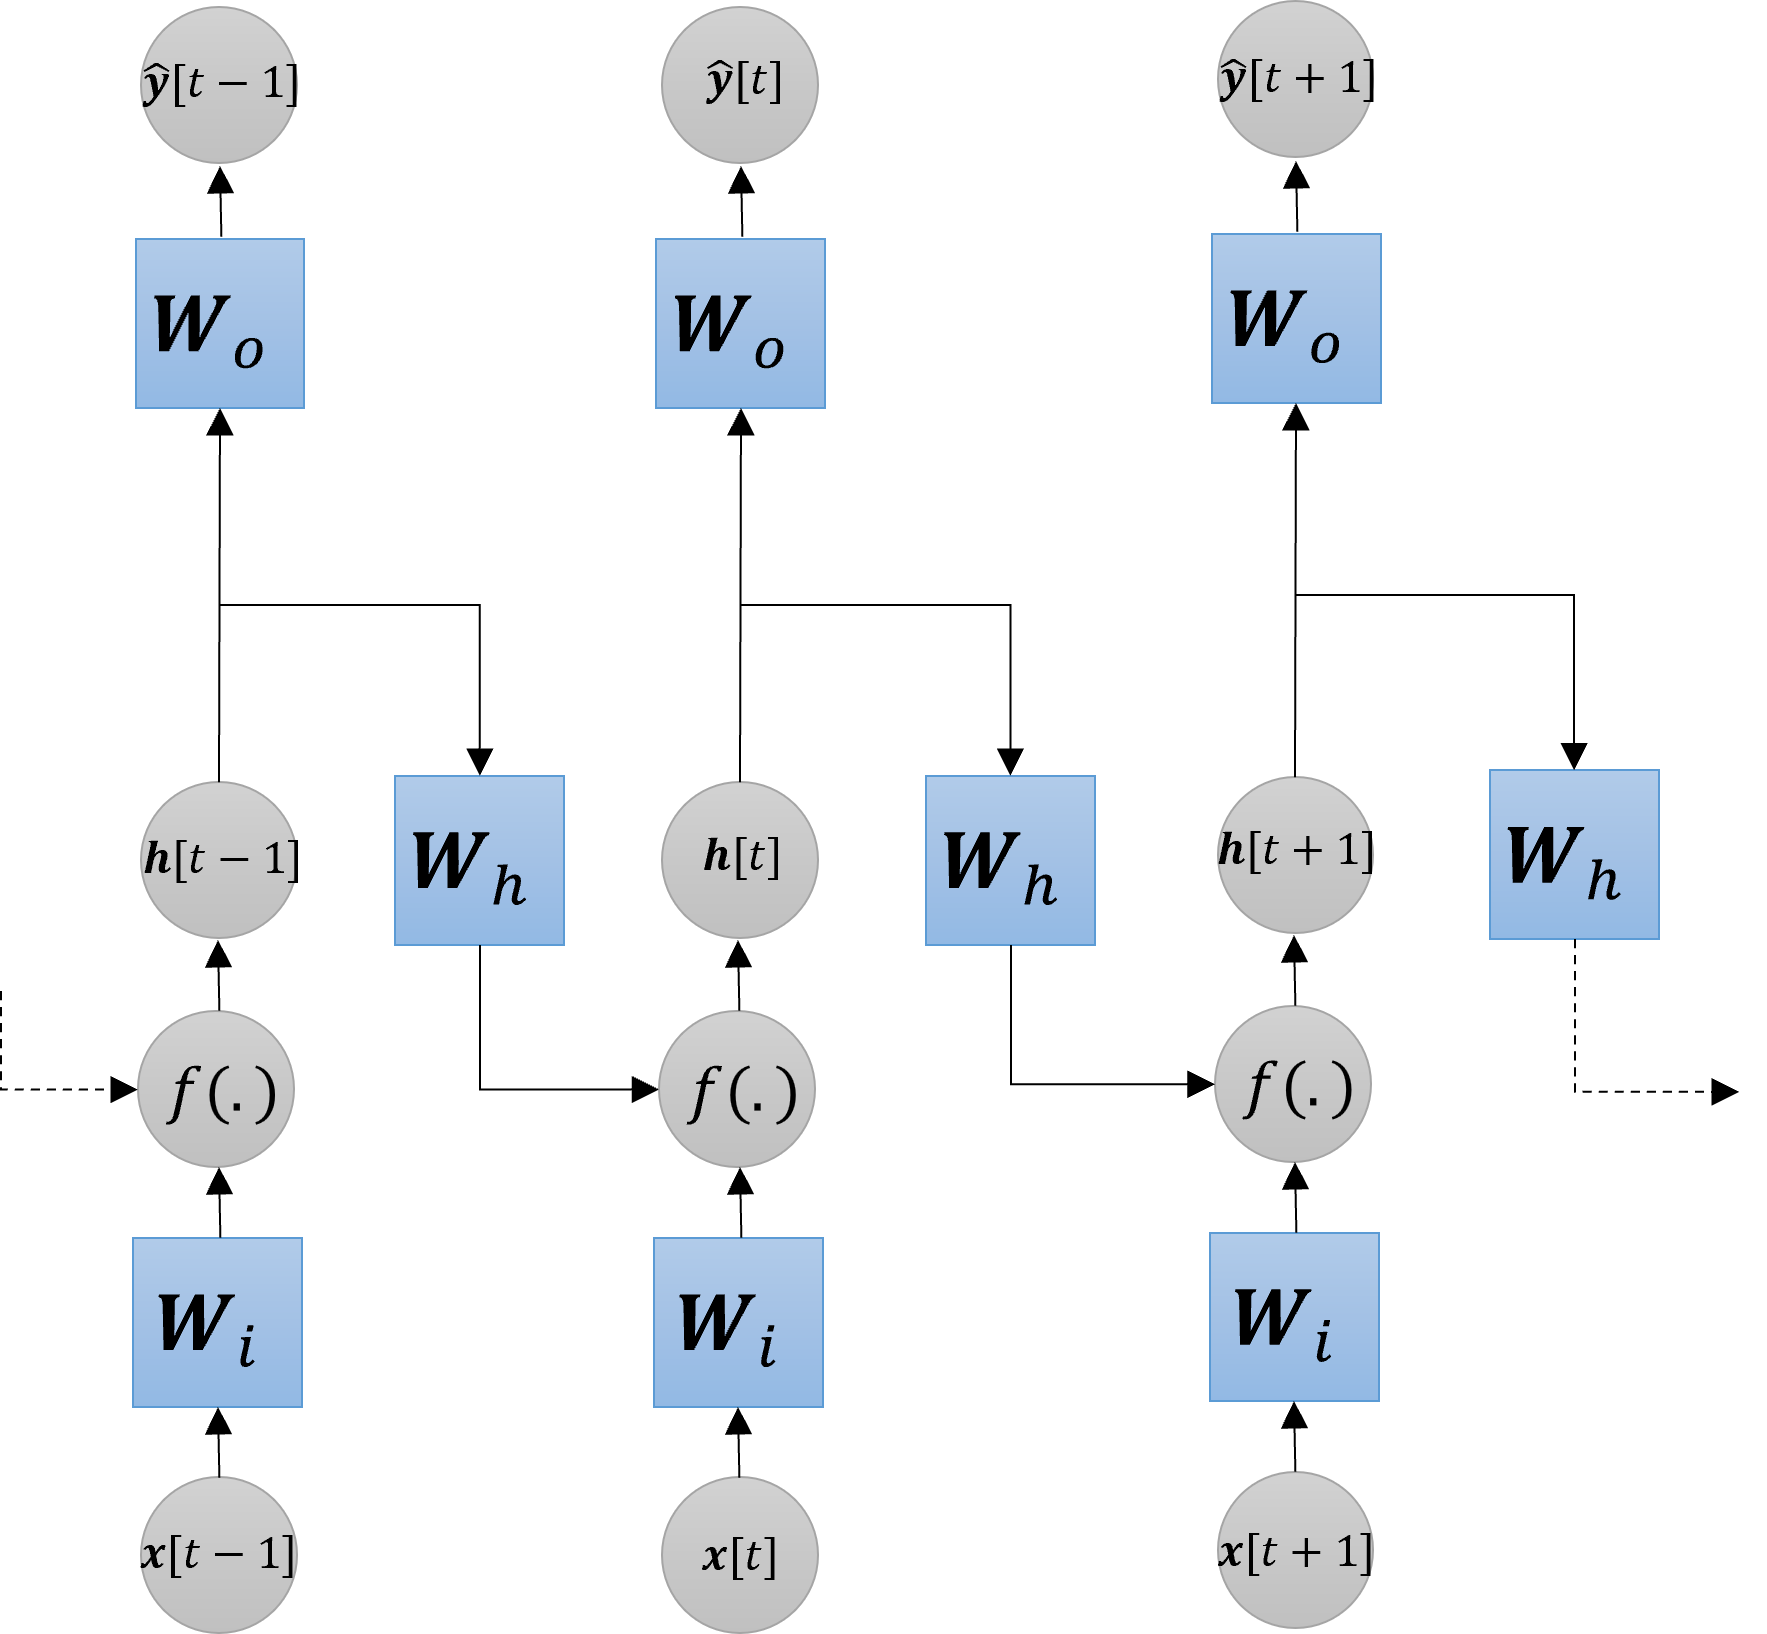 ŷ[t − 1]
ŷ[t]
ŷ[t + 1]
W_o
W_o
W_o
h[t − 1]
W_h
h[t]
W_h
h[t + 1]
W_h
f(.)
f(.)
f(.)
W_i
W_i
W_i
x[t − 1]
x[t]
x[t + 1]